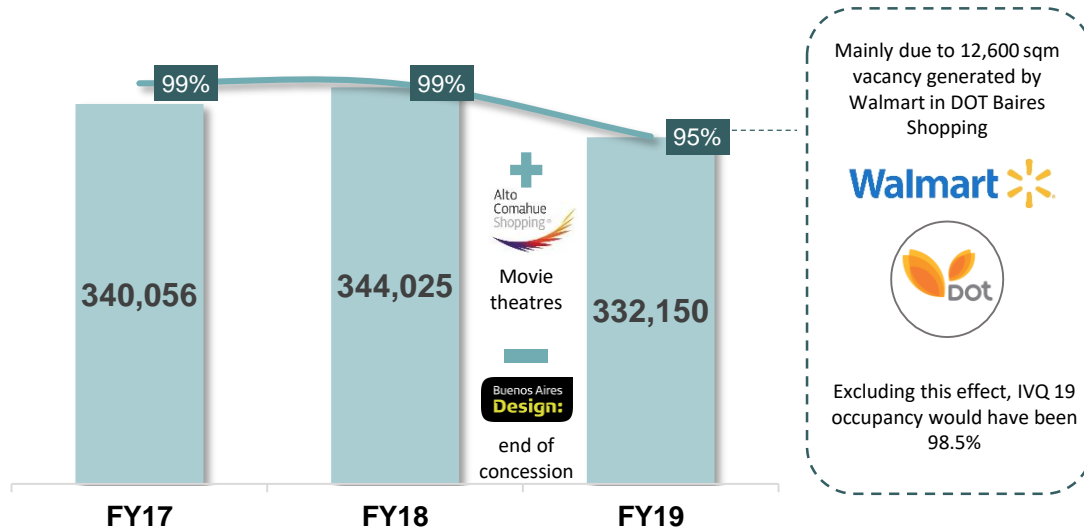 99%
99%
95%
340,056
344,025
332,150
Alto
Comahue
Shopping®
Movie
theatres
Buenos Aires
Design:
end of
concession
FY17
FY18
FY19
Mainly due to 12,600 sqm
vacancy generated by
Walmart in DOT Baires
Shopping
Walmart
DOT
Excluding this effect, IVQ 19
occupancy would have been
98.5%